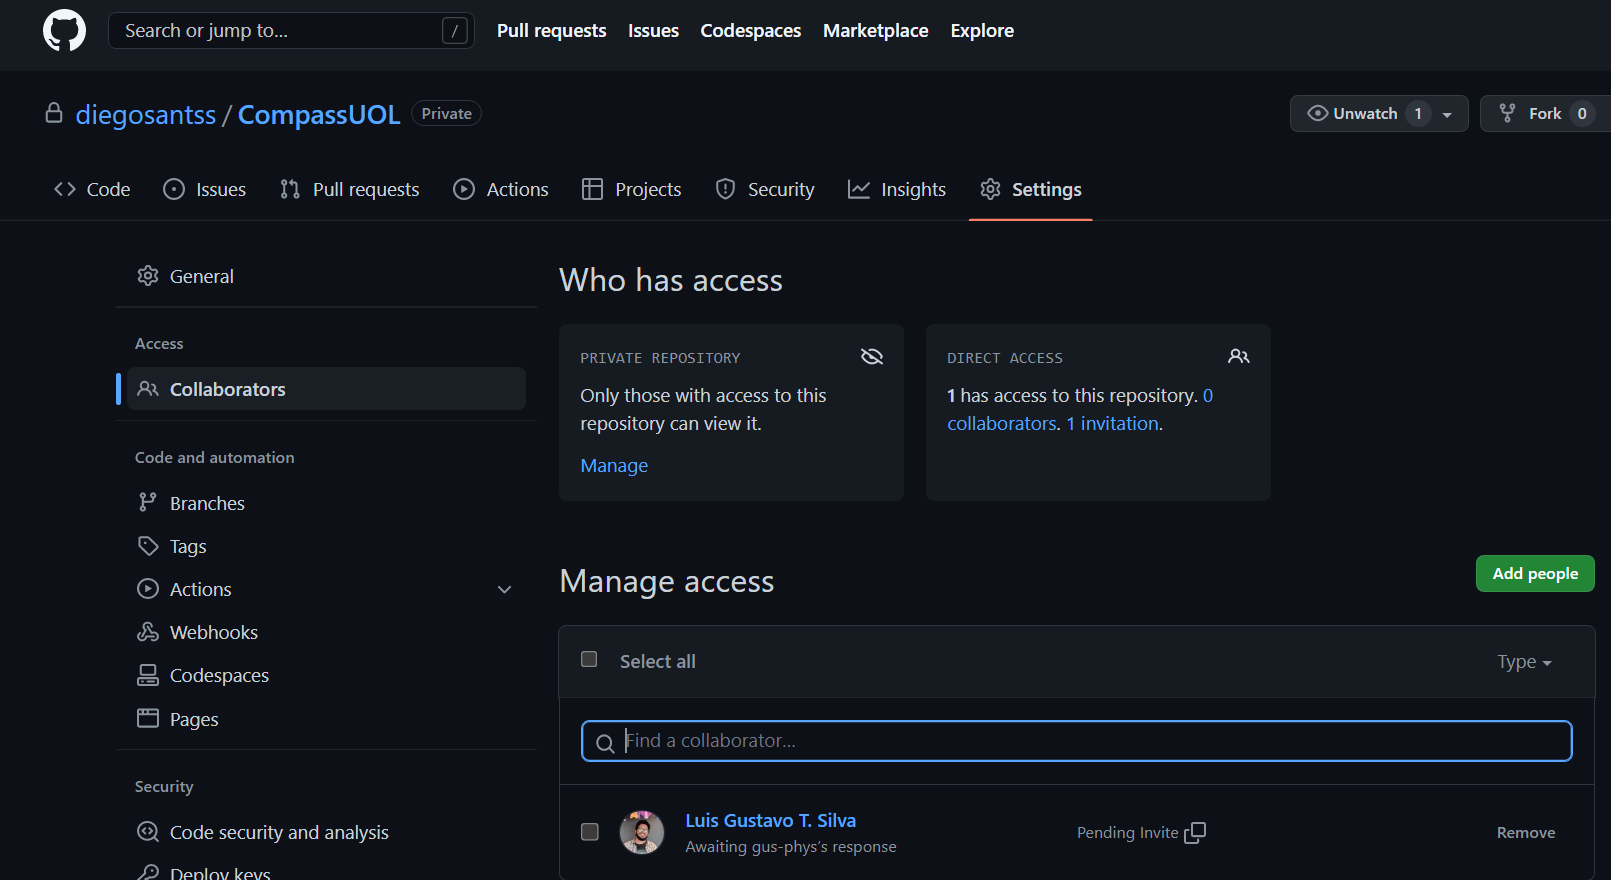 Search or jump to... /
Pull requests Issues Codespaces Marketplace Explore
diegosantss / CompassUOL Private
Unwatch 1 Fork 0
Code Issues Pull requests Actions Projects Security Insights Settings
General
Access
Collaborators
Code and automation
Branches
Tags
Actions
Webhooks
Codespaces
Pages
Security
Code security and analysis
Deploy keys
Who has access
PRIVATE REPOSITORY
Only those with access to this
repository can view it.
Manage
DIRECT ACCESS
1 has access to this repository. 0
collaborators. 1 invitation.
Manage access
Add people
Select all
Type
Find a collaborator...
Luis Gustavo T. Silva
Awaiting gus-phys’s response
Pending Invite
Remove